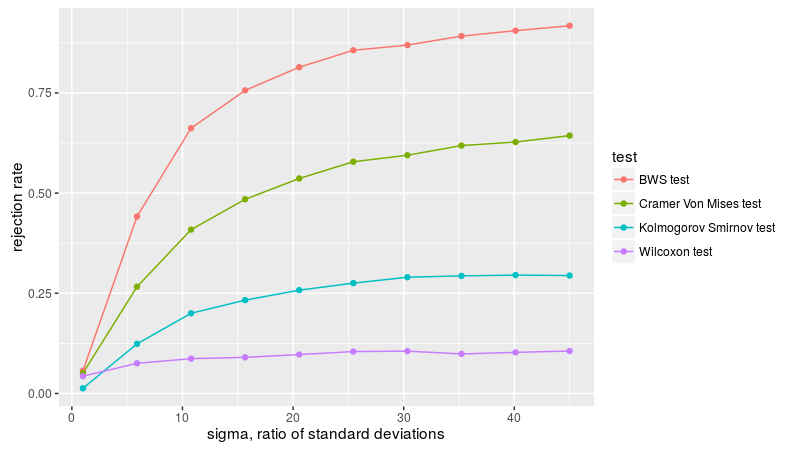 rejection rate
0.75
0.50
0.25
0.00
0 10 20 30 40
sigma, ratio of standard deviations
test
BWS test
Cramer Von Mises test
Kolmogorov Smirnov test
Wilcoxon test